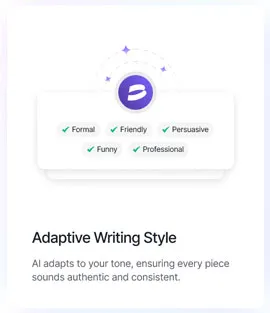 Formal Friendly Persuasive
Funny Professional
Adaptive Writing Style
AI adapts to your tone, ensuring every piece
sounds authentic and consistent.